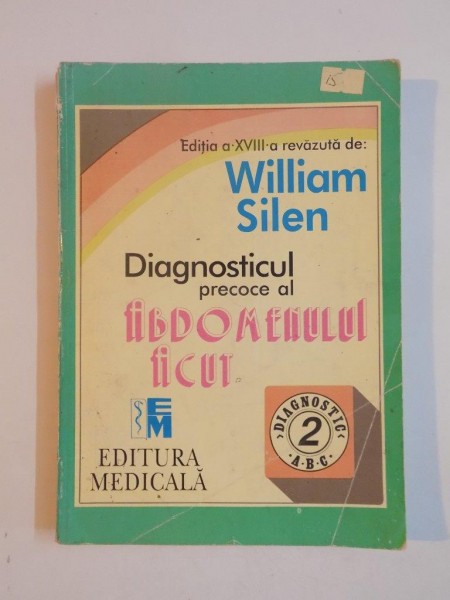 15
Ediția a·XVIII·a revăzută de:
William
Silen
Diagnosticul
precoce al
ABDOMENULUI
ACUT
EM
EDITURA
MEDICALĂ
DIAGNOSTIC
2
·A·B·C·